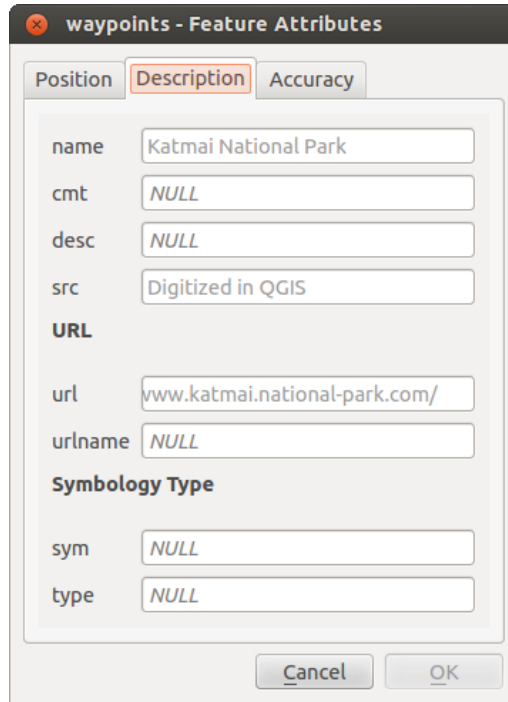 waypoints - Feature Attributes
Position Description Accuracy
name Katmai National Park
cmt NULL
desc NULL
src Digitized in QGIS
URL
url www.katmai.national-park.com/
urlname NULL
Symbology Type
sym NULL
type NULL
Cancel OK